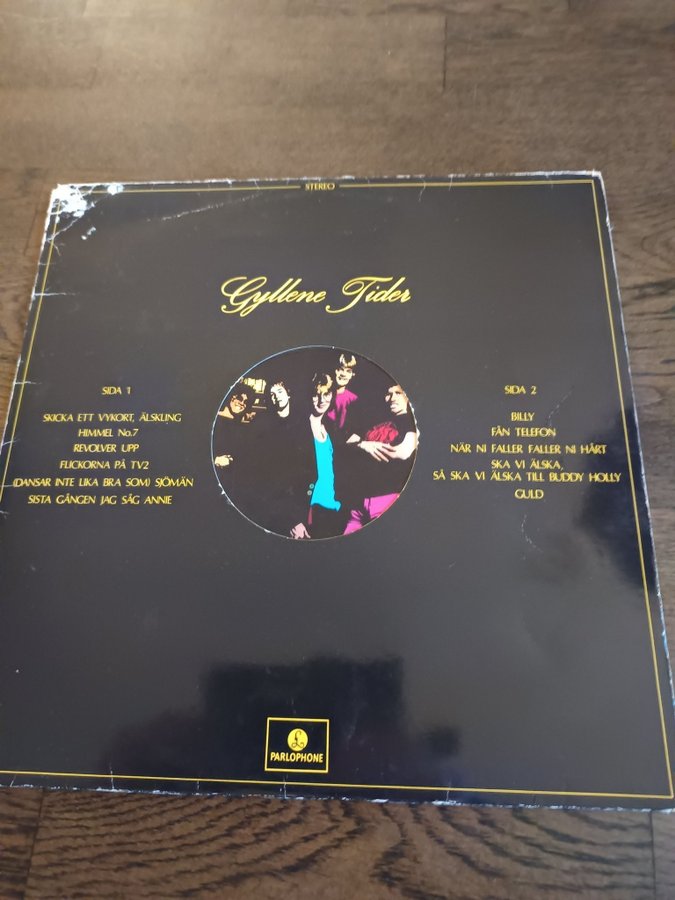 STEREO
Gyllene Tider
SIDA 1
SKICKA ETT VYKORT, ÄLSKLING
HIMMEL No.7
REVOLVER UPP
FLICKORNA PÅ TV2
(DANSAR INTE LIKA BRA SOM) SJÖMÄN
SISTA GÅNGEN JAG SÅG ANNIE
SIDA 2
BILLY
FÅN TELEFON
NÄR NI FALLER FALLER NI HÅRT
SKA VI ÄLSKA,
SÅ SKA VI ÄLSKA TILL BUDDY HOLLY
GULD
£
PARLOPHONE